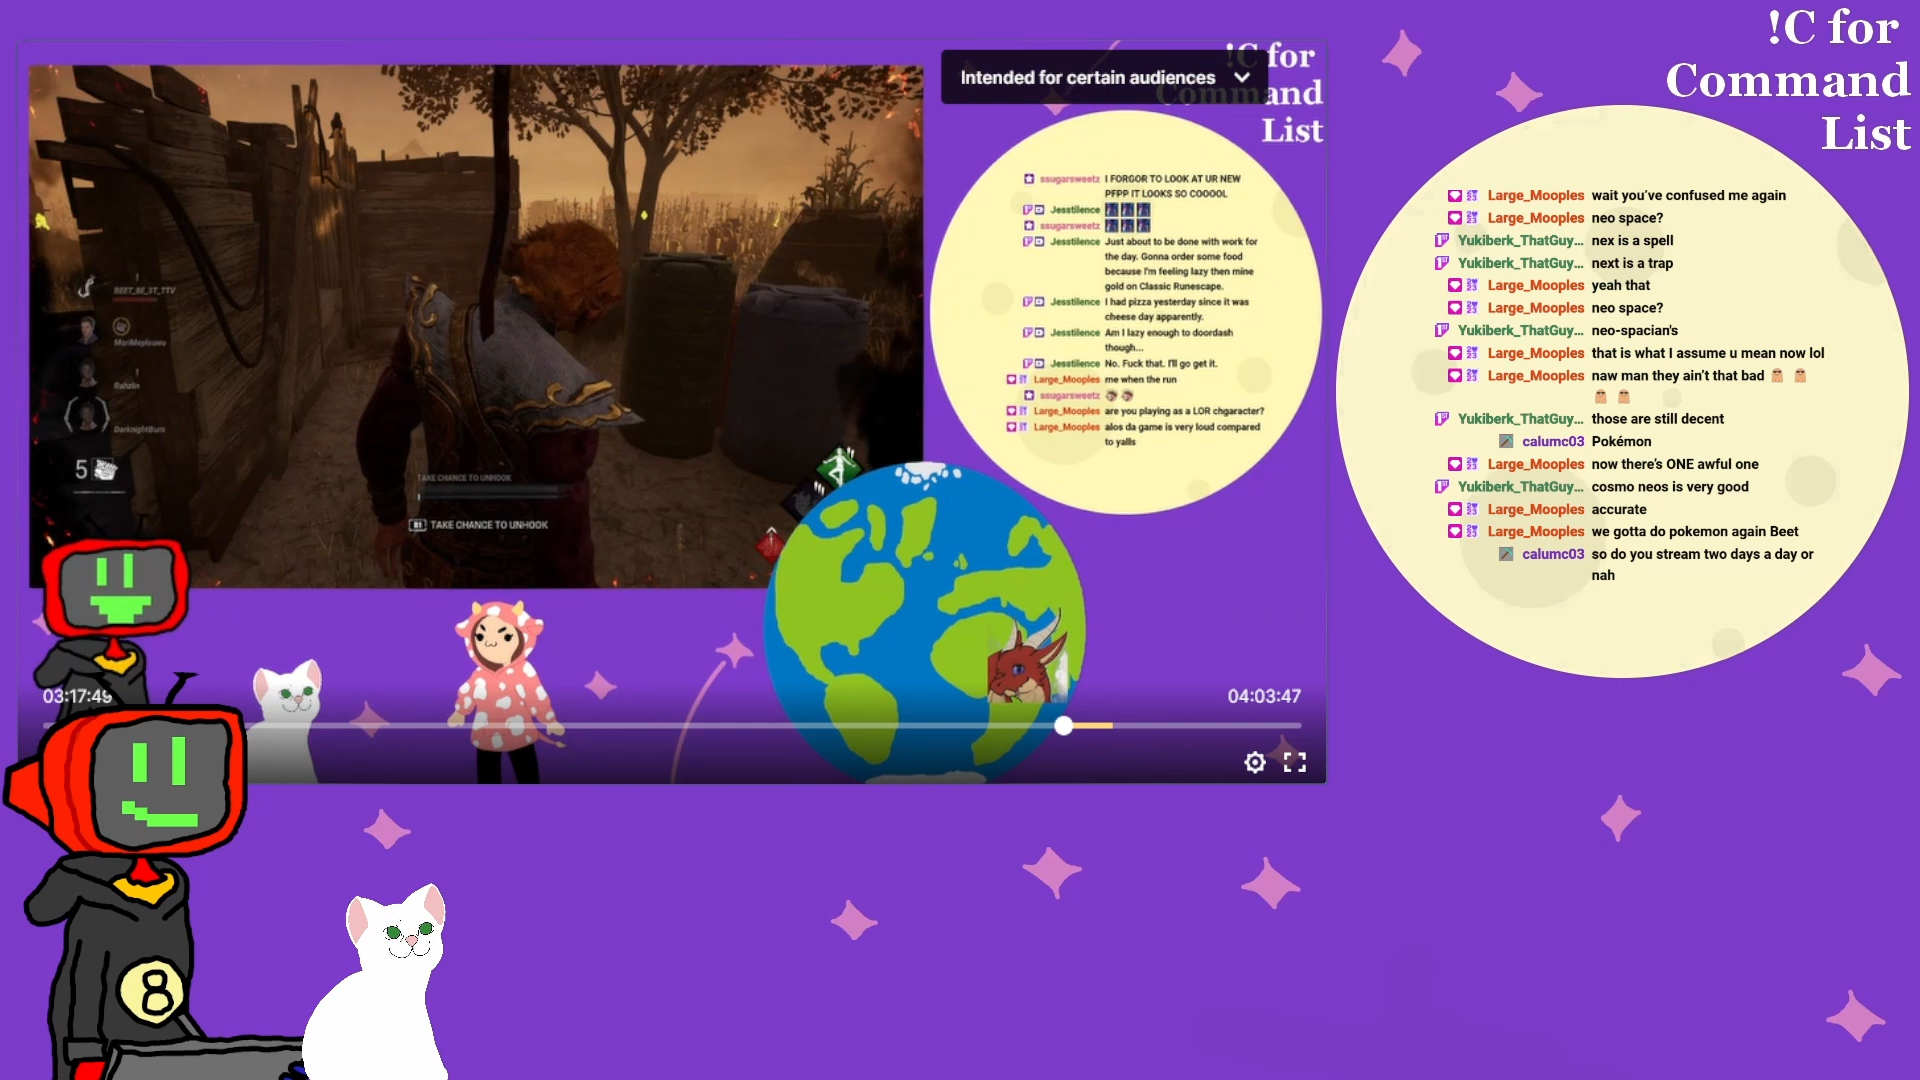 !C for
Command
List
Intended for certain audiences
!C for
Command
List
ssugarsweetz I FORGOR TO LOOK AT UR NEW
PFPP IT LOOKS SO COOOOL
Jesstilence
ssugarsweetz
Jesstilence Just about to be done with work for
the day. Gonna order some food
because I'm feeling lazy then mine
gold on Classic Runescape.
Jesstilence I had pizza yesterday since it was
cheese day apparently.
Jesstilence Am I lazy enough to doordash
though...
Jesstilence No. Fuck that. I'll go get it.
Large_Mooples me when the run
ssugarsweetz
Large_Mooples are you playing as a LOR chgaracter?
Large_Mooples alos da game is very loud compared
to yalls
BEET_BE_3T_TTV
MoriMepleuwu
Rahzlin
DarknightBurn
5
TAKE CHANCE TO UNHOOK
R1 TAKE CHANCE TO UNHOOK
03:17:49
04:03:47
8
Large_Mooples wait you've confused me again
Large_Mooples neo space?
Yukiberk_ThatGuy... nex is a spell
Yukiberk_ThatGuy... next is a trap
Large_Mooples yeah that
Large_Mooples neo space?
Yukiberk_ThatGuy... neo-spacian's
Large_Mooples that is what I assume u mean now lol
Large_Mooples naw man they ain't that bad
Yukiberk_ThatGuy... those are still decent
calumc03 Pokémon
Large_Mooples now there's ONE awful one
Yukiberk_ThatGuy... cosmo neos is very good
Large_Mooples accurate
Large_Mooples we gotta do pokemon again Beet
calumc03 so do you stream two days a day or
nah